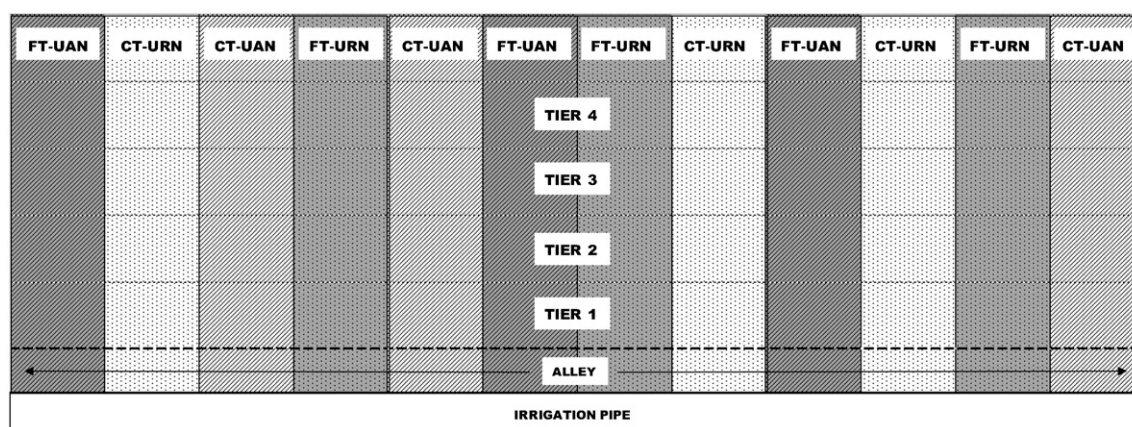 FT-UAN CT-URN CT-UAN FT-URN CT-UAN FT-UAN FT-URN CT-URN FT-UAN CT-URN FT-URN CT-UAN
TIER 4
TIER 3
TIER 2
TIER 1
ALLEY
IRRIGATION PIPE